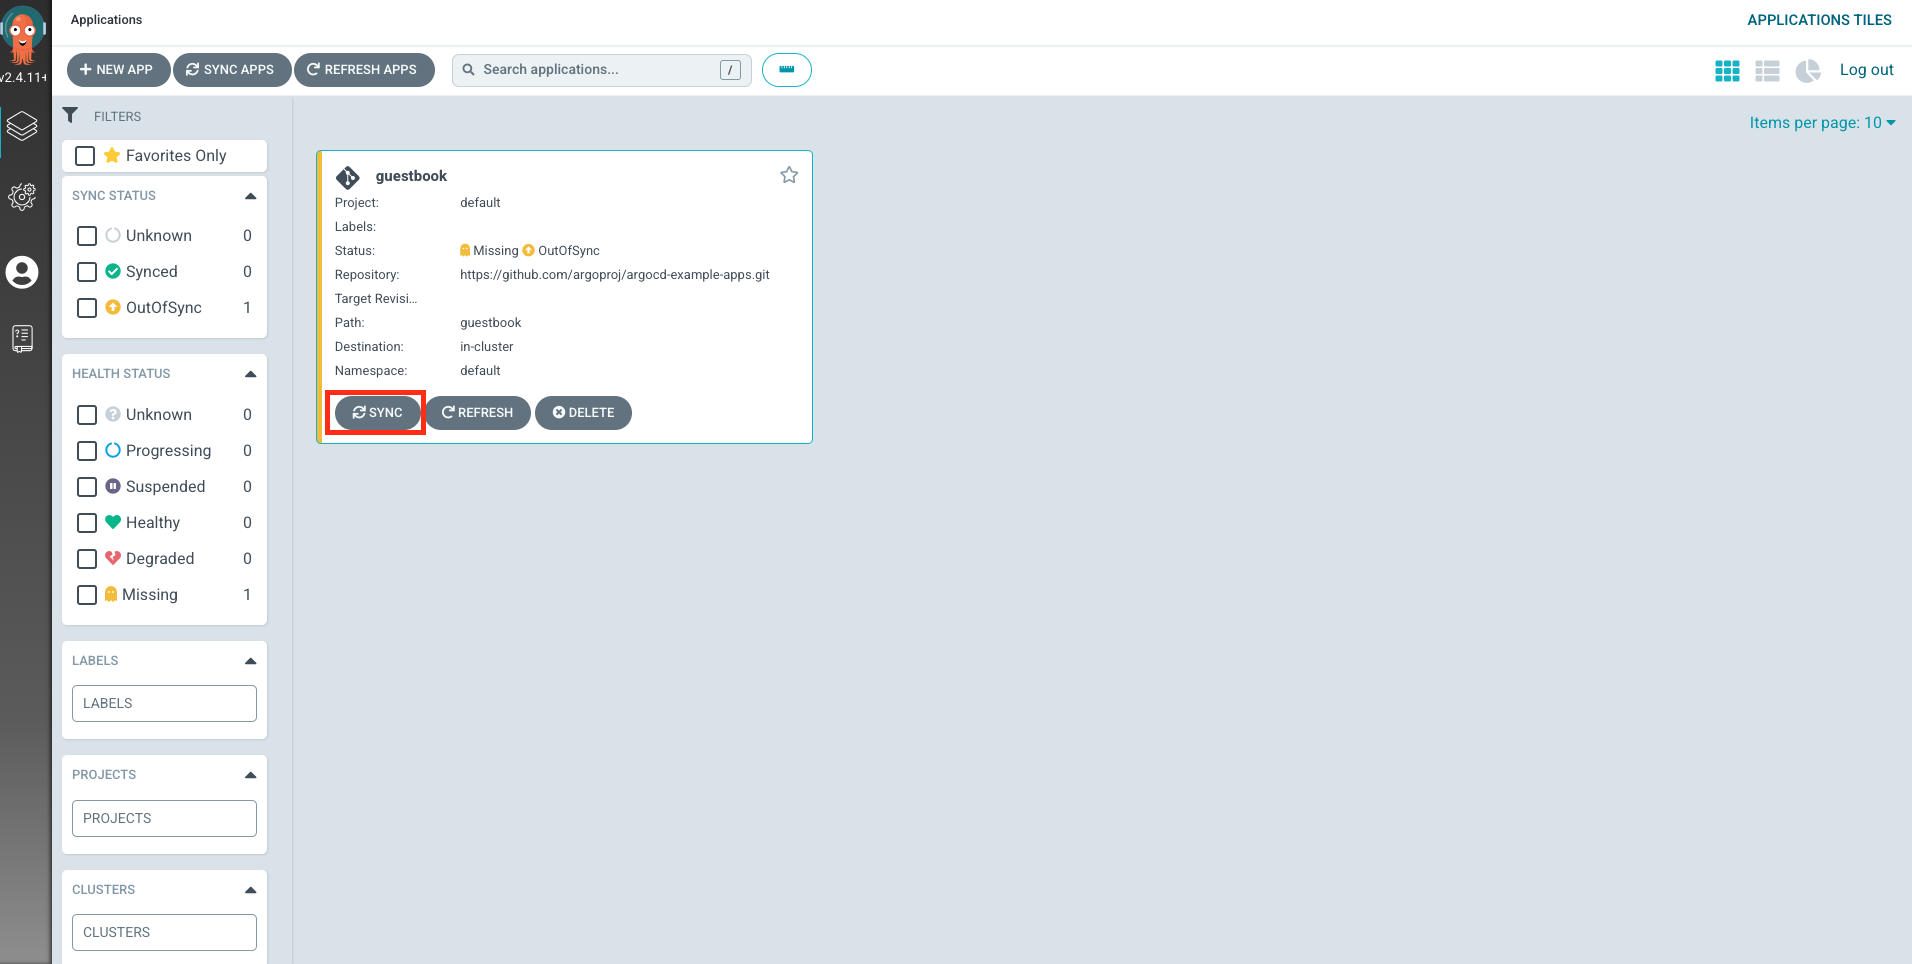 Applications
APPLICATIONS TILES
v2.4.11+
NEW APP
SYNC APPS
REFRESH APPS
Search applications...
/
Log out
FILTERS
Items per page: 10
Favorites Only
SYNC STATUS
Unknown 0
Synced 0
OutOfSync 1
HEALTH STATUS
Unknown 0
Progressing 0
Suspended 0
Healthy 0
Degraded 0
Missing 1
LABELS
LABELS
PROJECTS
PROJECTS
CLUSTERS
CLUSTERS
guestbook
Project: default
Labels:
Status: Missing OutOfSync
Repository: https://github.com/argoproj/argocd-example-apps.git
Target Revisi...
Path: guestbook
Destination: in-cluster
Namespace: default
SYNC
REFRESH
DELETE